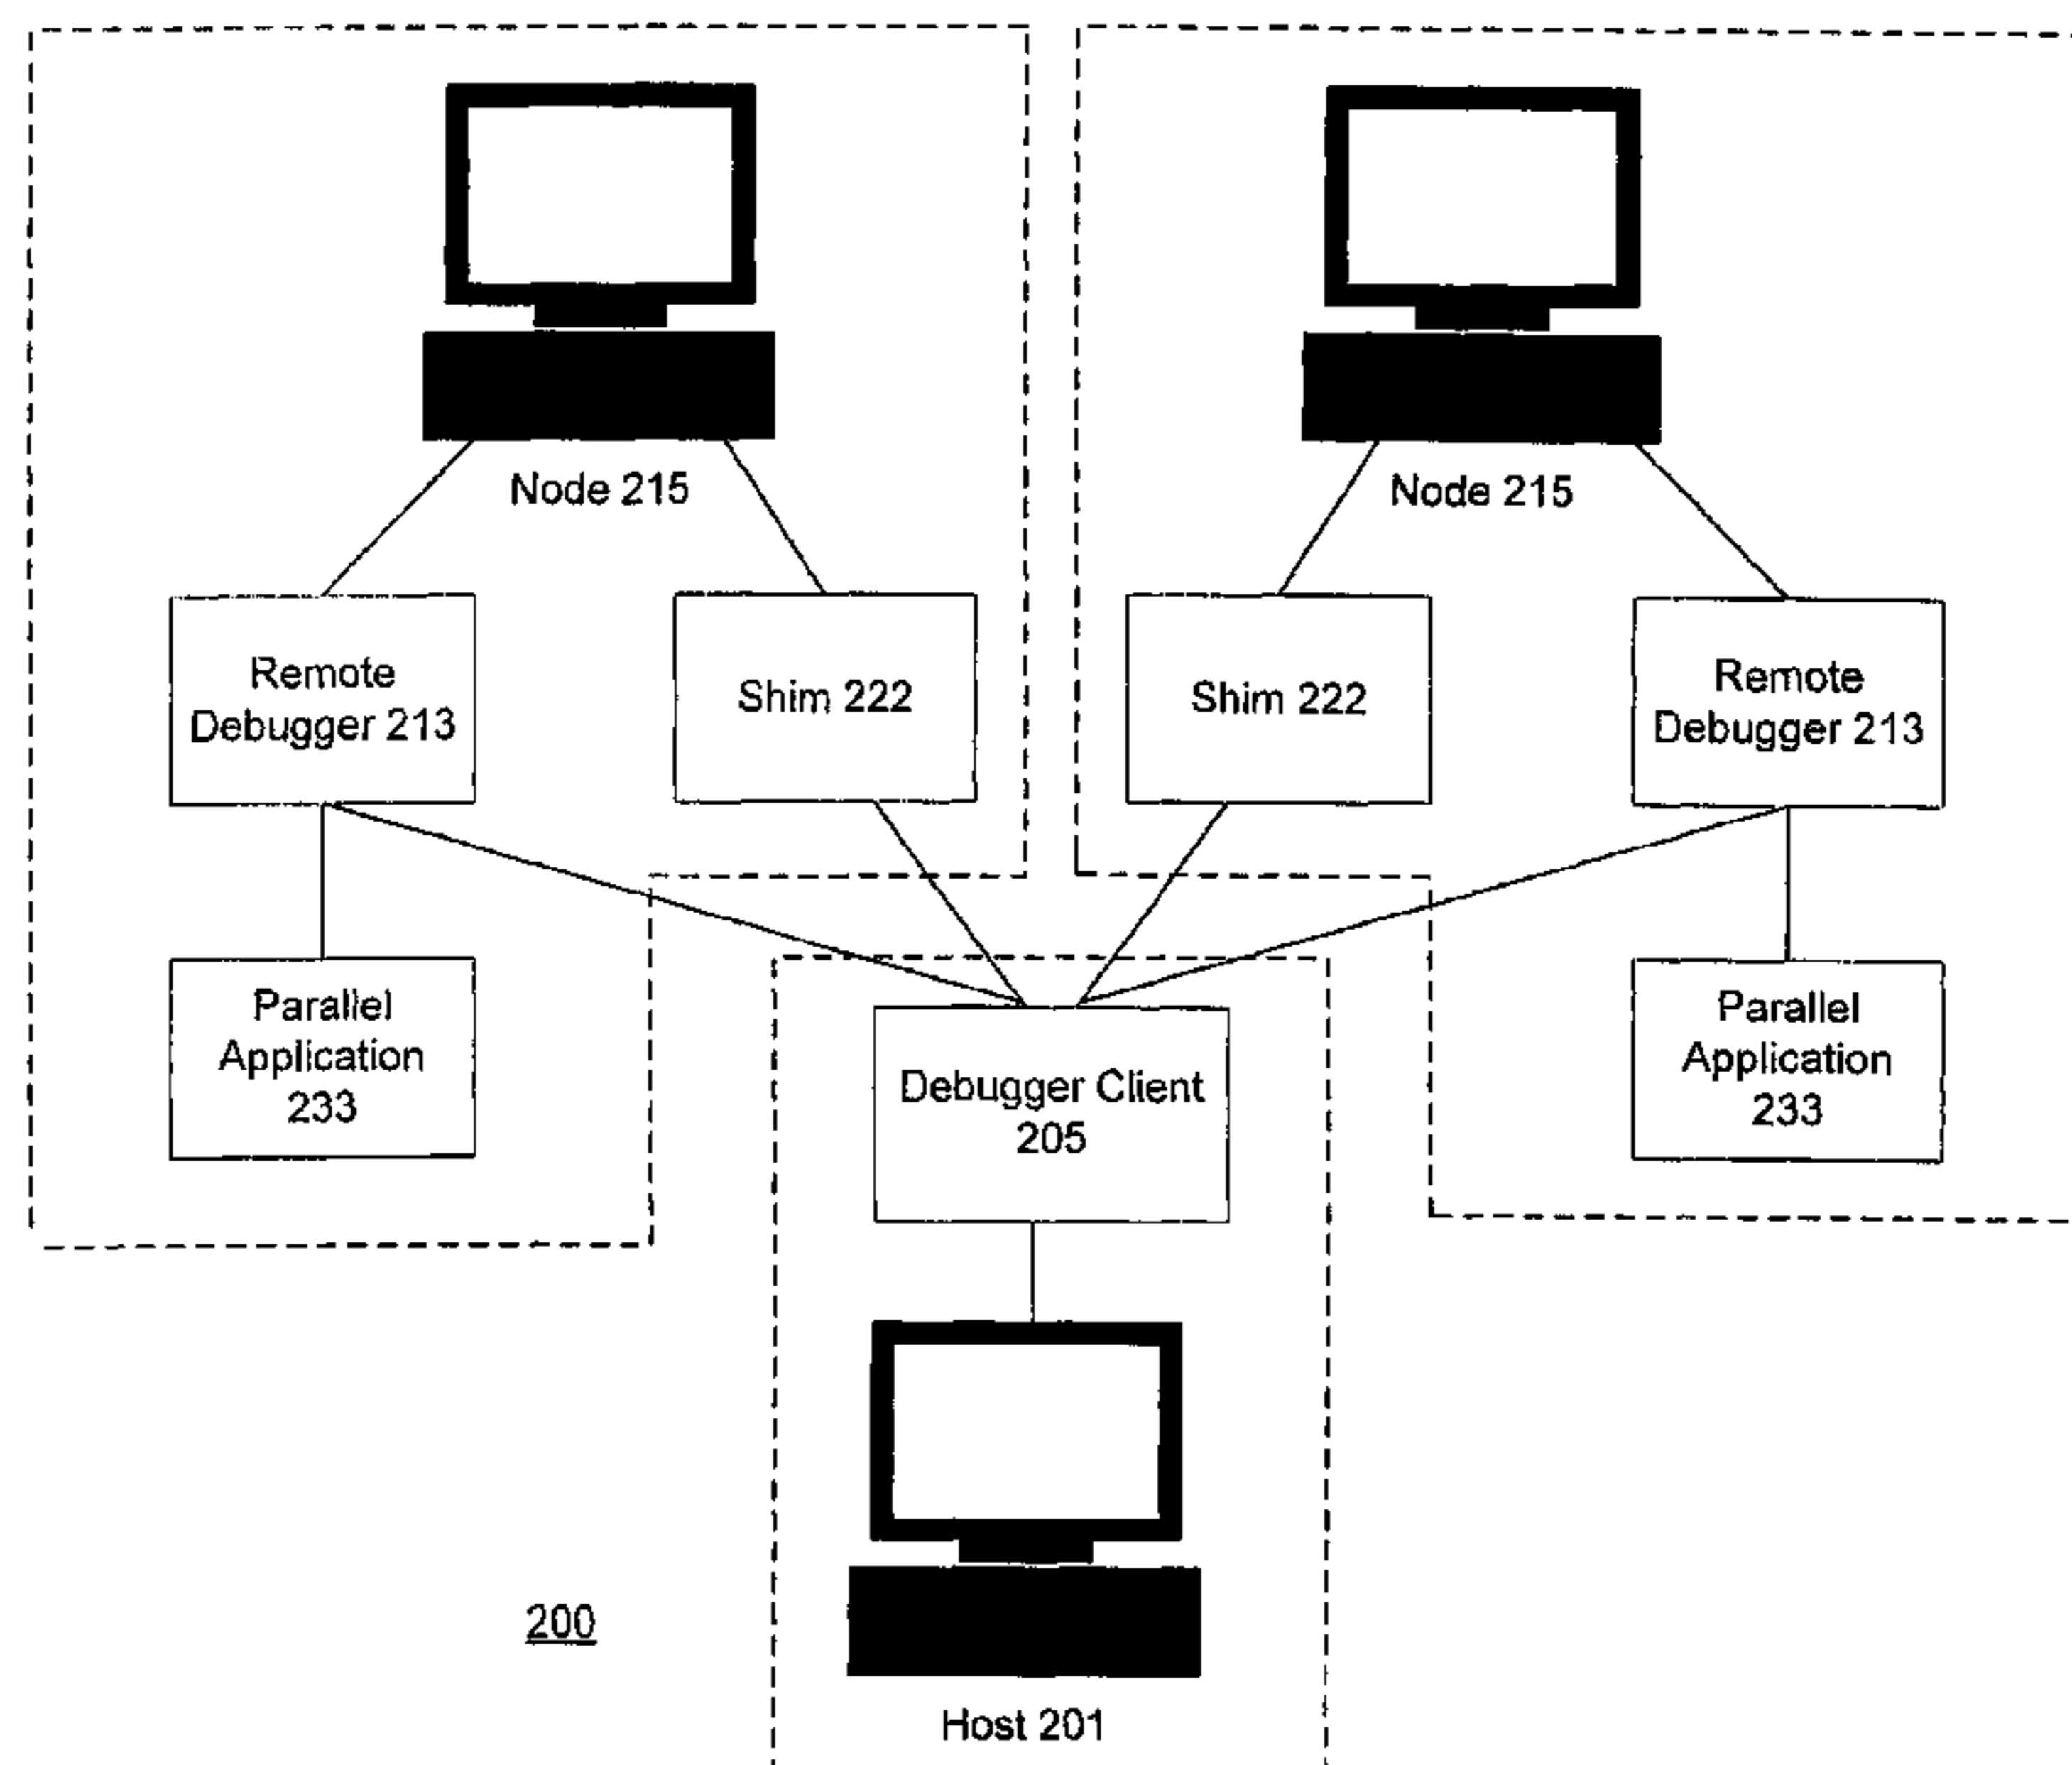 Node 215
Node 215
Remote
Debugger 213
Shim 222
Shim 222
Remote
Debugger 213
Parallel
Application
233
Debugger Client
205
Parallel
Application
233
200
Host 201